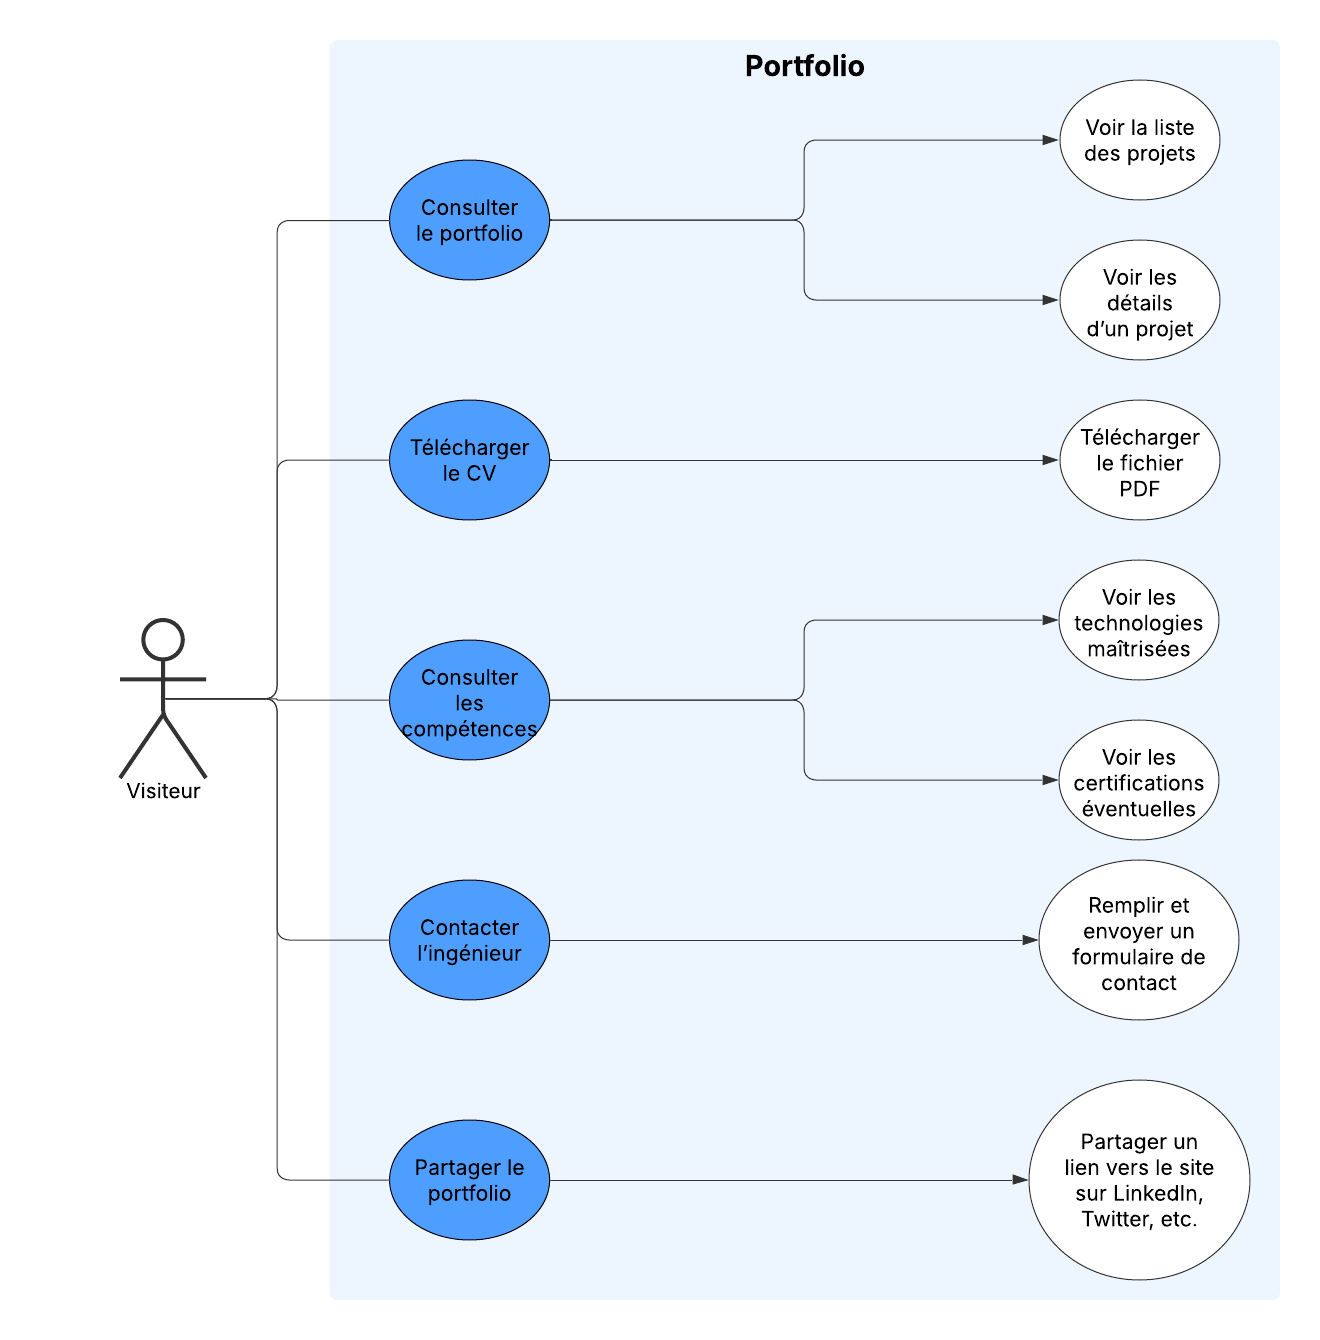 Portfolio
Voir la liste
des projets
Consulter
le portfolio
Voir les
détails
d’un projet
Télécharger
le CV
Télécharger
le fichier
PDF
Voir les
technologies
maîtrisées
Consulter
les
compétences
Visiteur
Voir les
certifications
éventuelles
Contacter
l’ingénieur
Remplir et
envoyer un
formulaire de
contact
Partager le
portfolio
Partager un
lien vers le site
sur LinkedIn,
Twitter, etc.